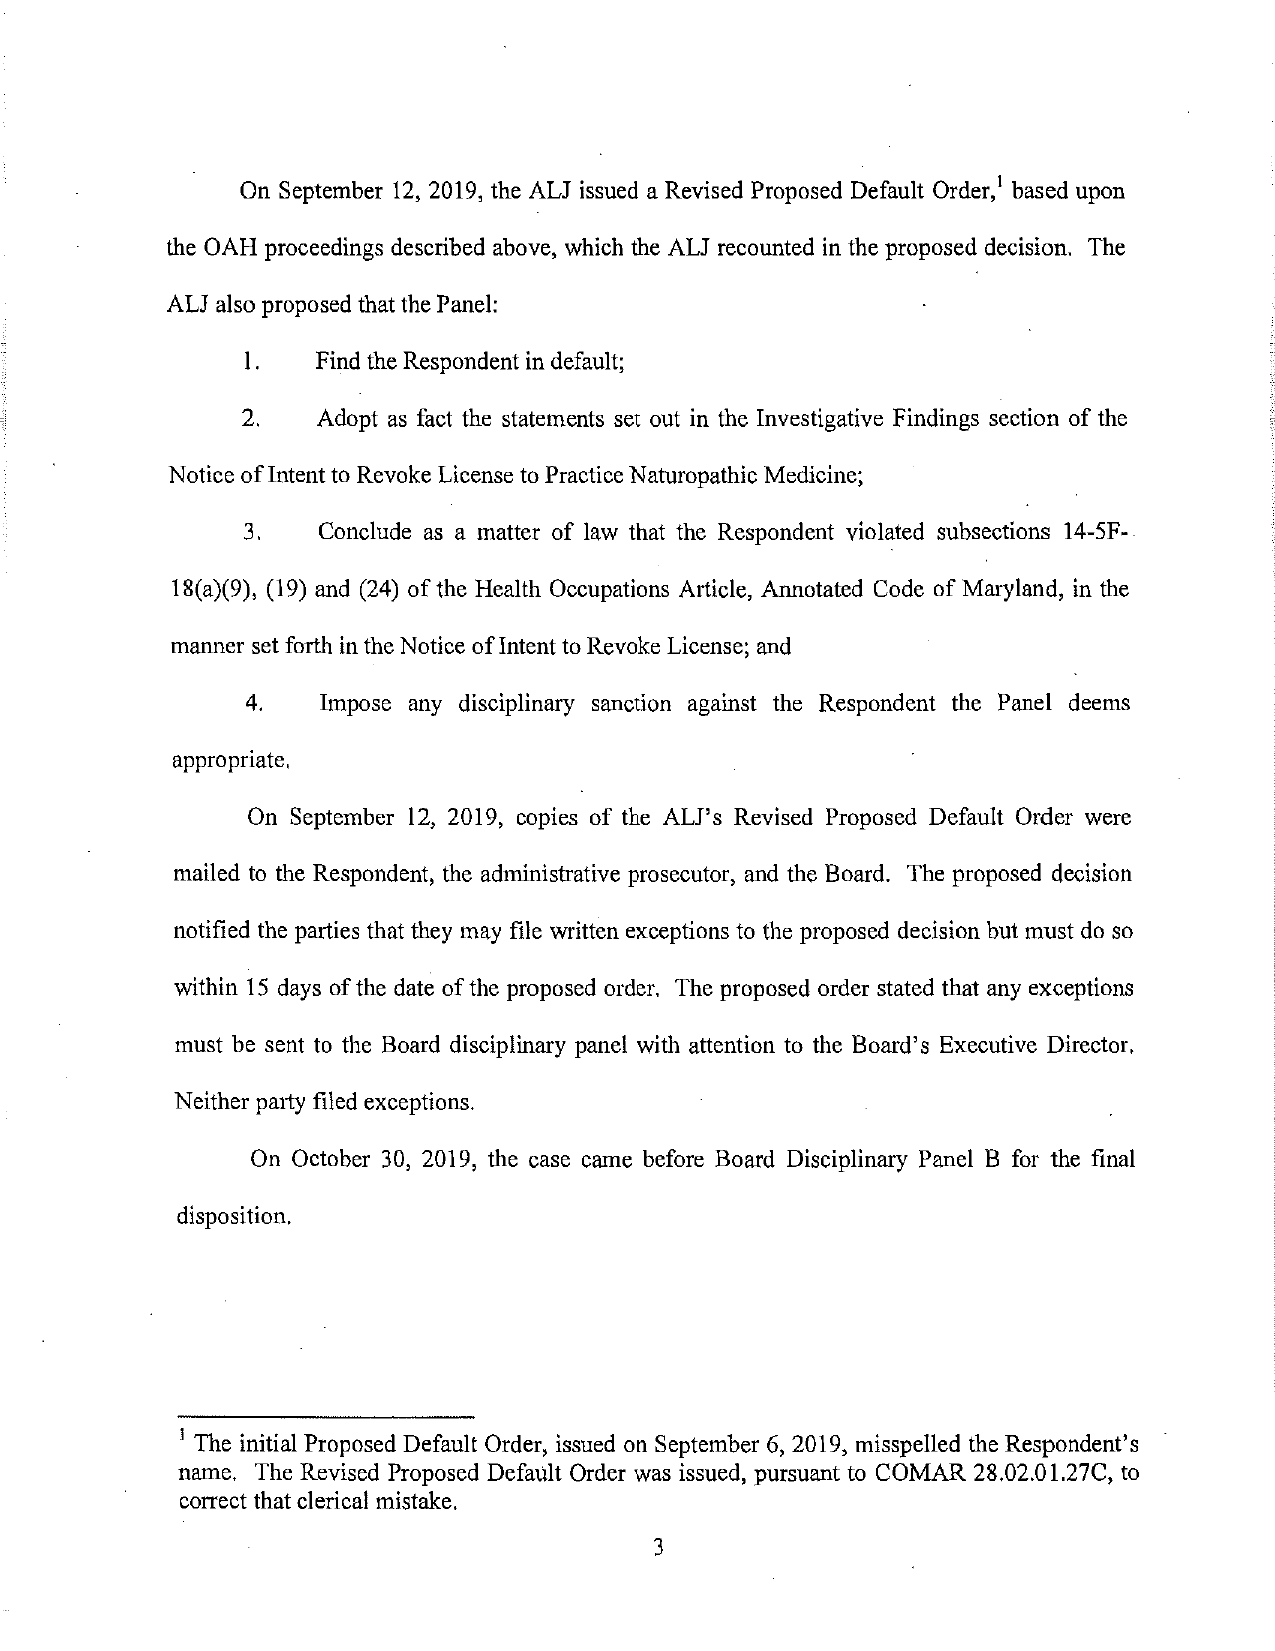 On September 12, 2019, the ALJ issued a Revised Proposed Default Order,1 based upon
the OAH proceedings described above, which the ALJ recounted in the proposed decision. The
ALJ also proposed that the Panel:
1. Find the Respondent in default;
2. Adopt as fact the statements set out in the Investigative Findings section of the
Notice of Intent to Revoke License to Practice Naturopathic Medicine;
3. Conclude as a matter of law that the Respondent violated subsections 14-5F-
18(a)(9), (19) and (24) of the Health Occupations Article, Annotated Code of Maryland, in the
manner set forth in the Notice of Intent to Revoke License; and
4. Impose any disciplinary sanction against the Respondent the Panel deems
appropriate.
On September 12, 2019, copies of the ALJ's Revised Proposed Default Order were
mailed to the Respondent, the administrative prosecutor, and the Board. The proposed decision
notified the parties that they may file written exceptions to the proposed decision but must do so
within 15 days of the date of the proposed order. The proposed order stated that any exceptions
must be sent to the Board disciplinary panel with attention to the Board's Executive Director.
Neither party filed exceptions.
On October 30, 2019, the case came before Board Disciplinary Panel B for the final
disposition.
1 The initial Proposed Default Order, issued on September 6, 2019, misspelled the Respondent's
name. The Revised Proposed Default Order was issued, pursuant to COMAR 28.02.01.27C, to
correct that clerical mistake.
3